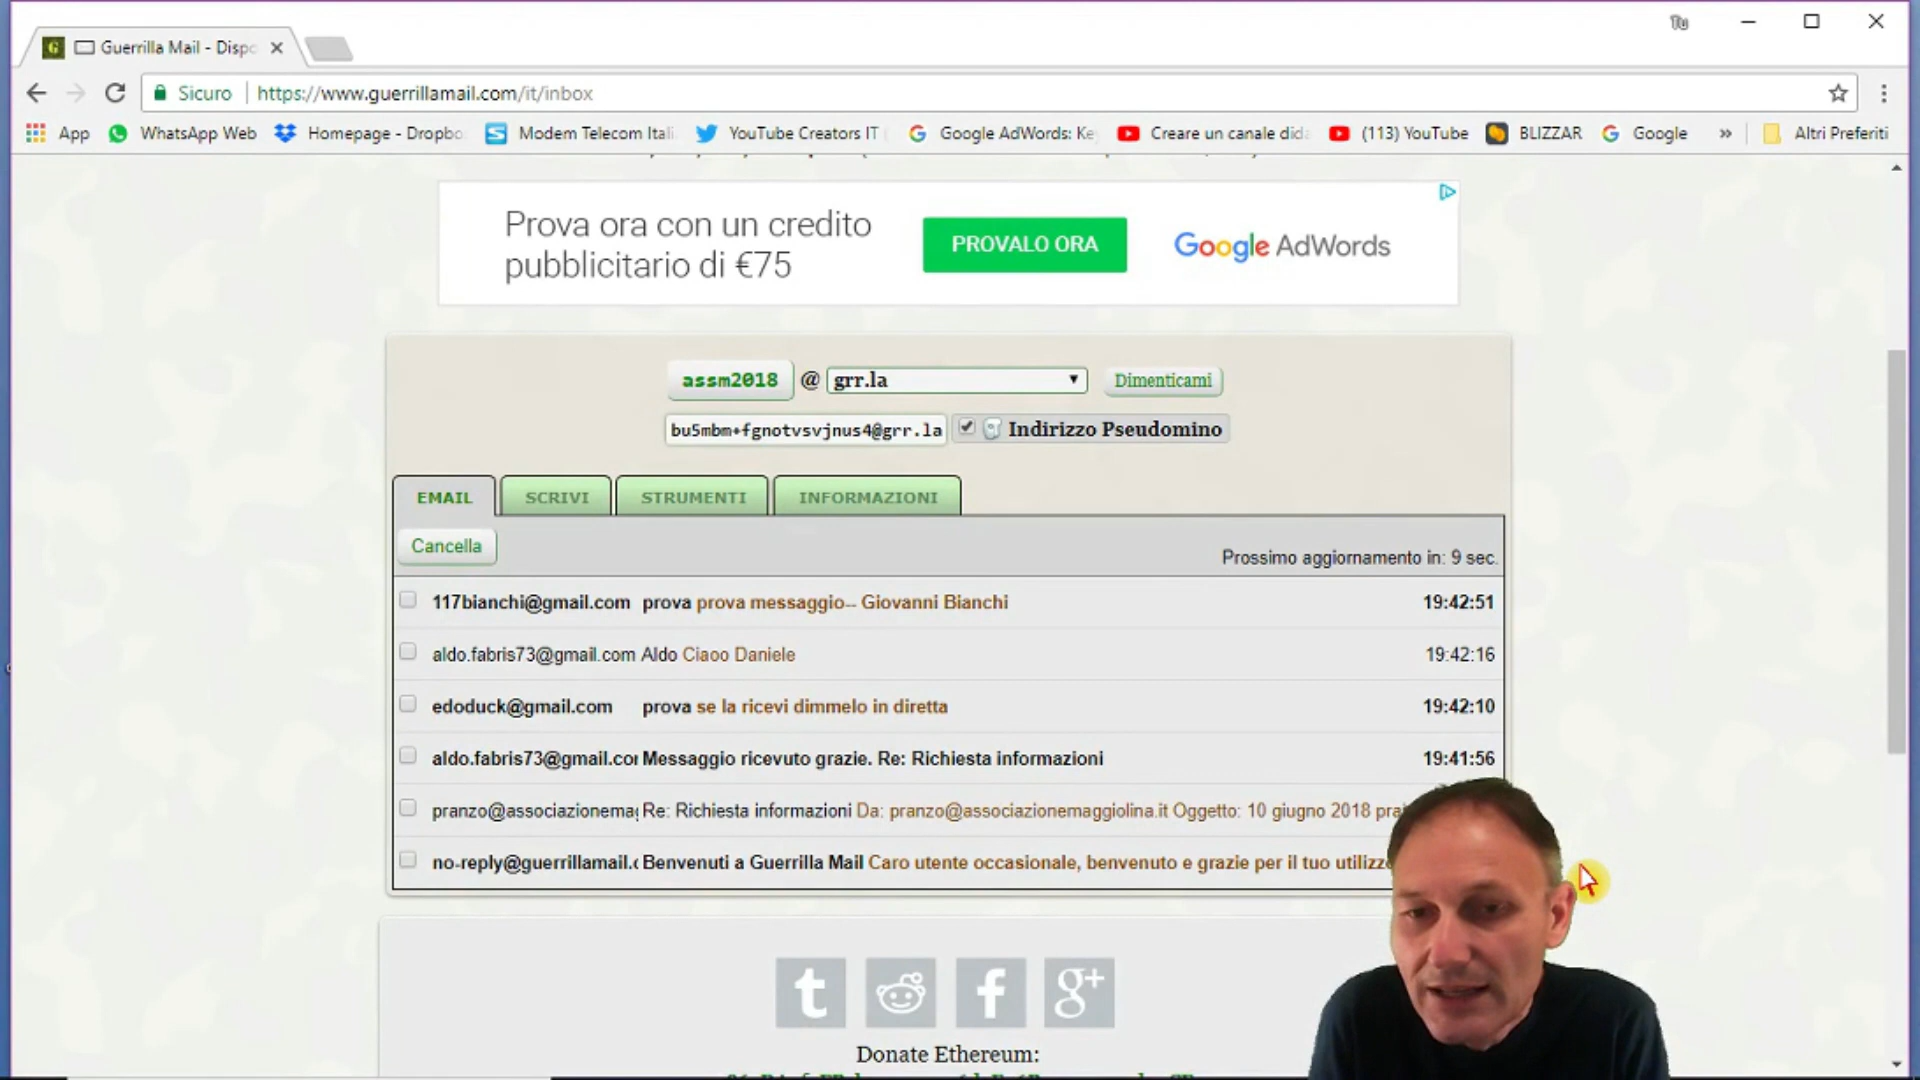 Guerrilla Mail - Dispo
Tu
Sicuro https://www.guerrillamail.com/it/inbox
App WhatsApp Web Homepage - Dropbo Modem Telecom Itali YouTube Creators IT Google AdWords: Ke Creare un canale dida (113) YouTube BLIZZAR Google » Altri Preferiti
Prova ora con un credito
pubblicitario di €75
PROVALO ORA
Google AdWords
assm2018 @ grr.la Dimenticami
bu5mbm+fgnotvsvjnus4@grr.la Indirizzo Pseudomino
EMAIL SCRIVI STRUMENTI INFORMAZIONI
Cancella
Prossimo aggiornamento in: 9 sec.
117bianchi@gmail.com prova prova messaggio-- Giovanni Bianchi 19:42:51
aldo.fabris73@gmail.com Aldo Ciaoo Daniele 19:42:16
edoduck@gmail.com prova se la ricevi dimmelo in diretta 19:42:10
aldo.fabris73@gmail.com Messaggio ricevuto grazie. Re: Richiesta informazioni 19:41:56
pranzo@associazionemag Re: Richiesta informazioni Da: pranzo@associazionemaggiolina.it Oggetto: 10 giugno 2018 pra
no-reply@guerrillamail.c Benvenuti a Guerrilla Mail Caro utente occasionale, benvenuto e grazie per il tuo utilizzo
t f g+
Donate Ethereum: